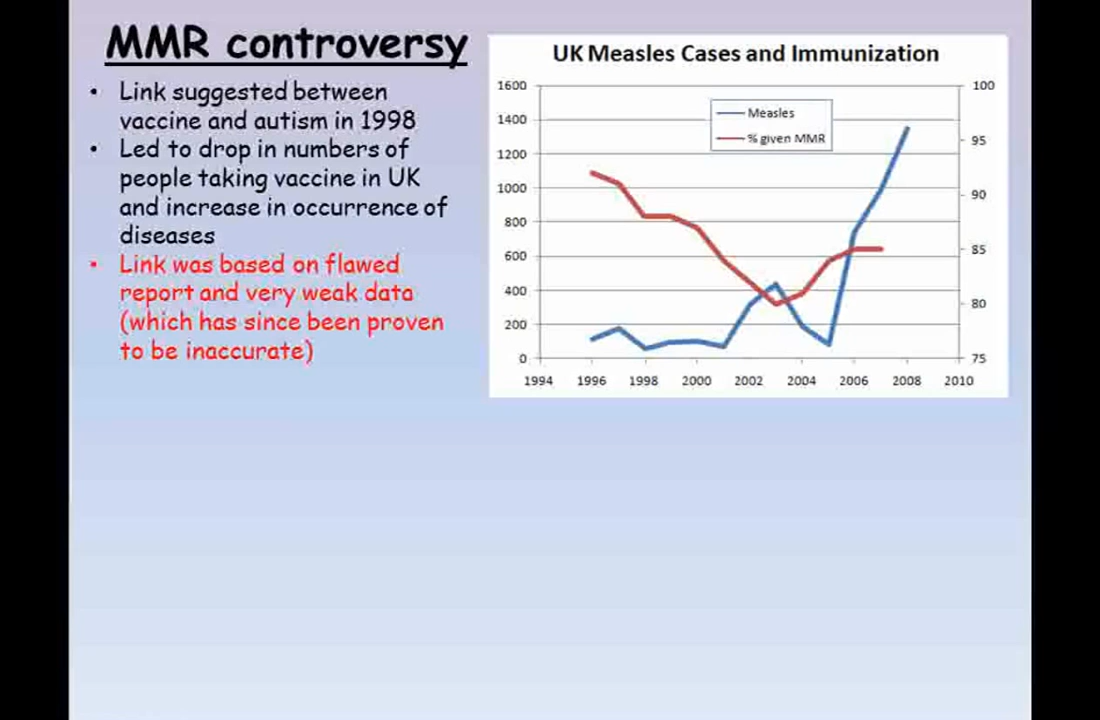 MMR controversy
• Link suggested between
vaccine and autism in 1998
• Led to drop in numbers of
people taking vaccine in UK
and increase in occurrence of
diseases
• Link was based on flawed
report and very weak data
(which has since been proven
to be inaccurate)
UK Measles Cases and Immunization
1600
1400
1200
1000
800
600
400
200
0
Measles
% given MMR
100
95
90
85
80
75
1994 1996 1998 2000 2002 2004 2006 2008 2010